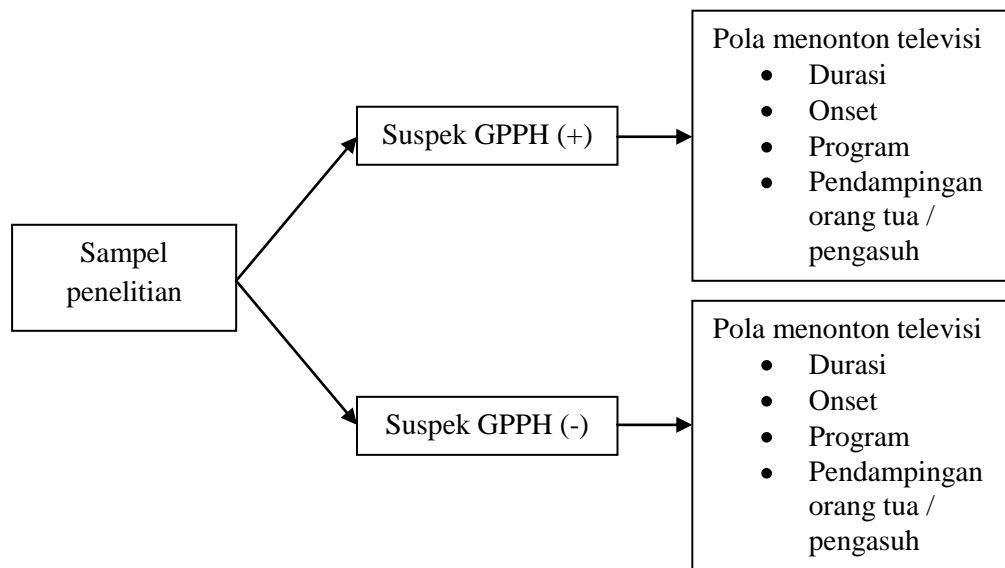 Sampel
penelitian
Suspek GPPH (+)
Pola menonton televisi
• Durasi
• Onset
• Program
• Pendampingan
orang tua /
pengasuh
Suspek GPPH (-)
Pola menonton televisi
• Durasi
• Onset
• Program
• Pendampingan
orang tua /
pengasuh